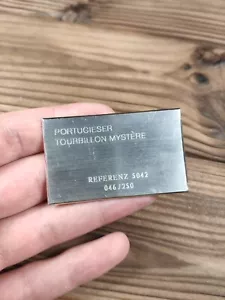 PORTUGIESER
TOURBILLON MYSTÈRE
REFERENZ 5042
046/250